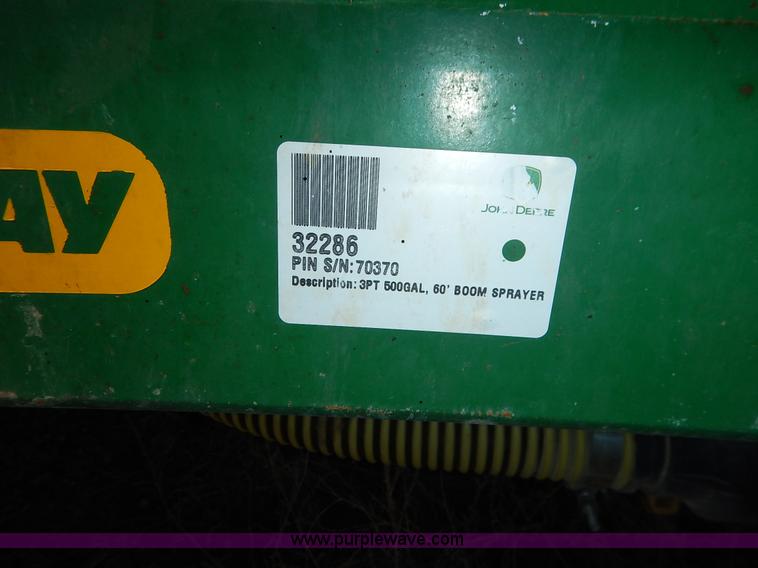 AY
JOHN DEERE
32286
PIN S/N:70370
Description: 3PT 500GAL, 60' BOOM SPRAYER
www.purplewave.com